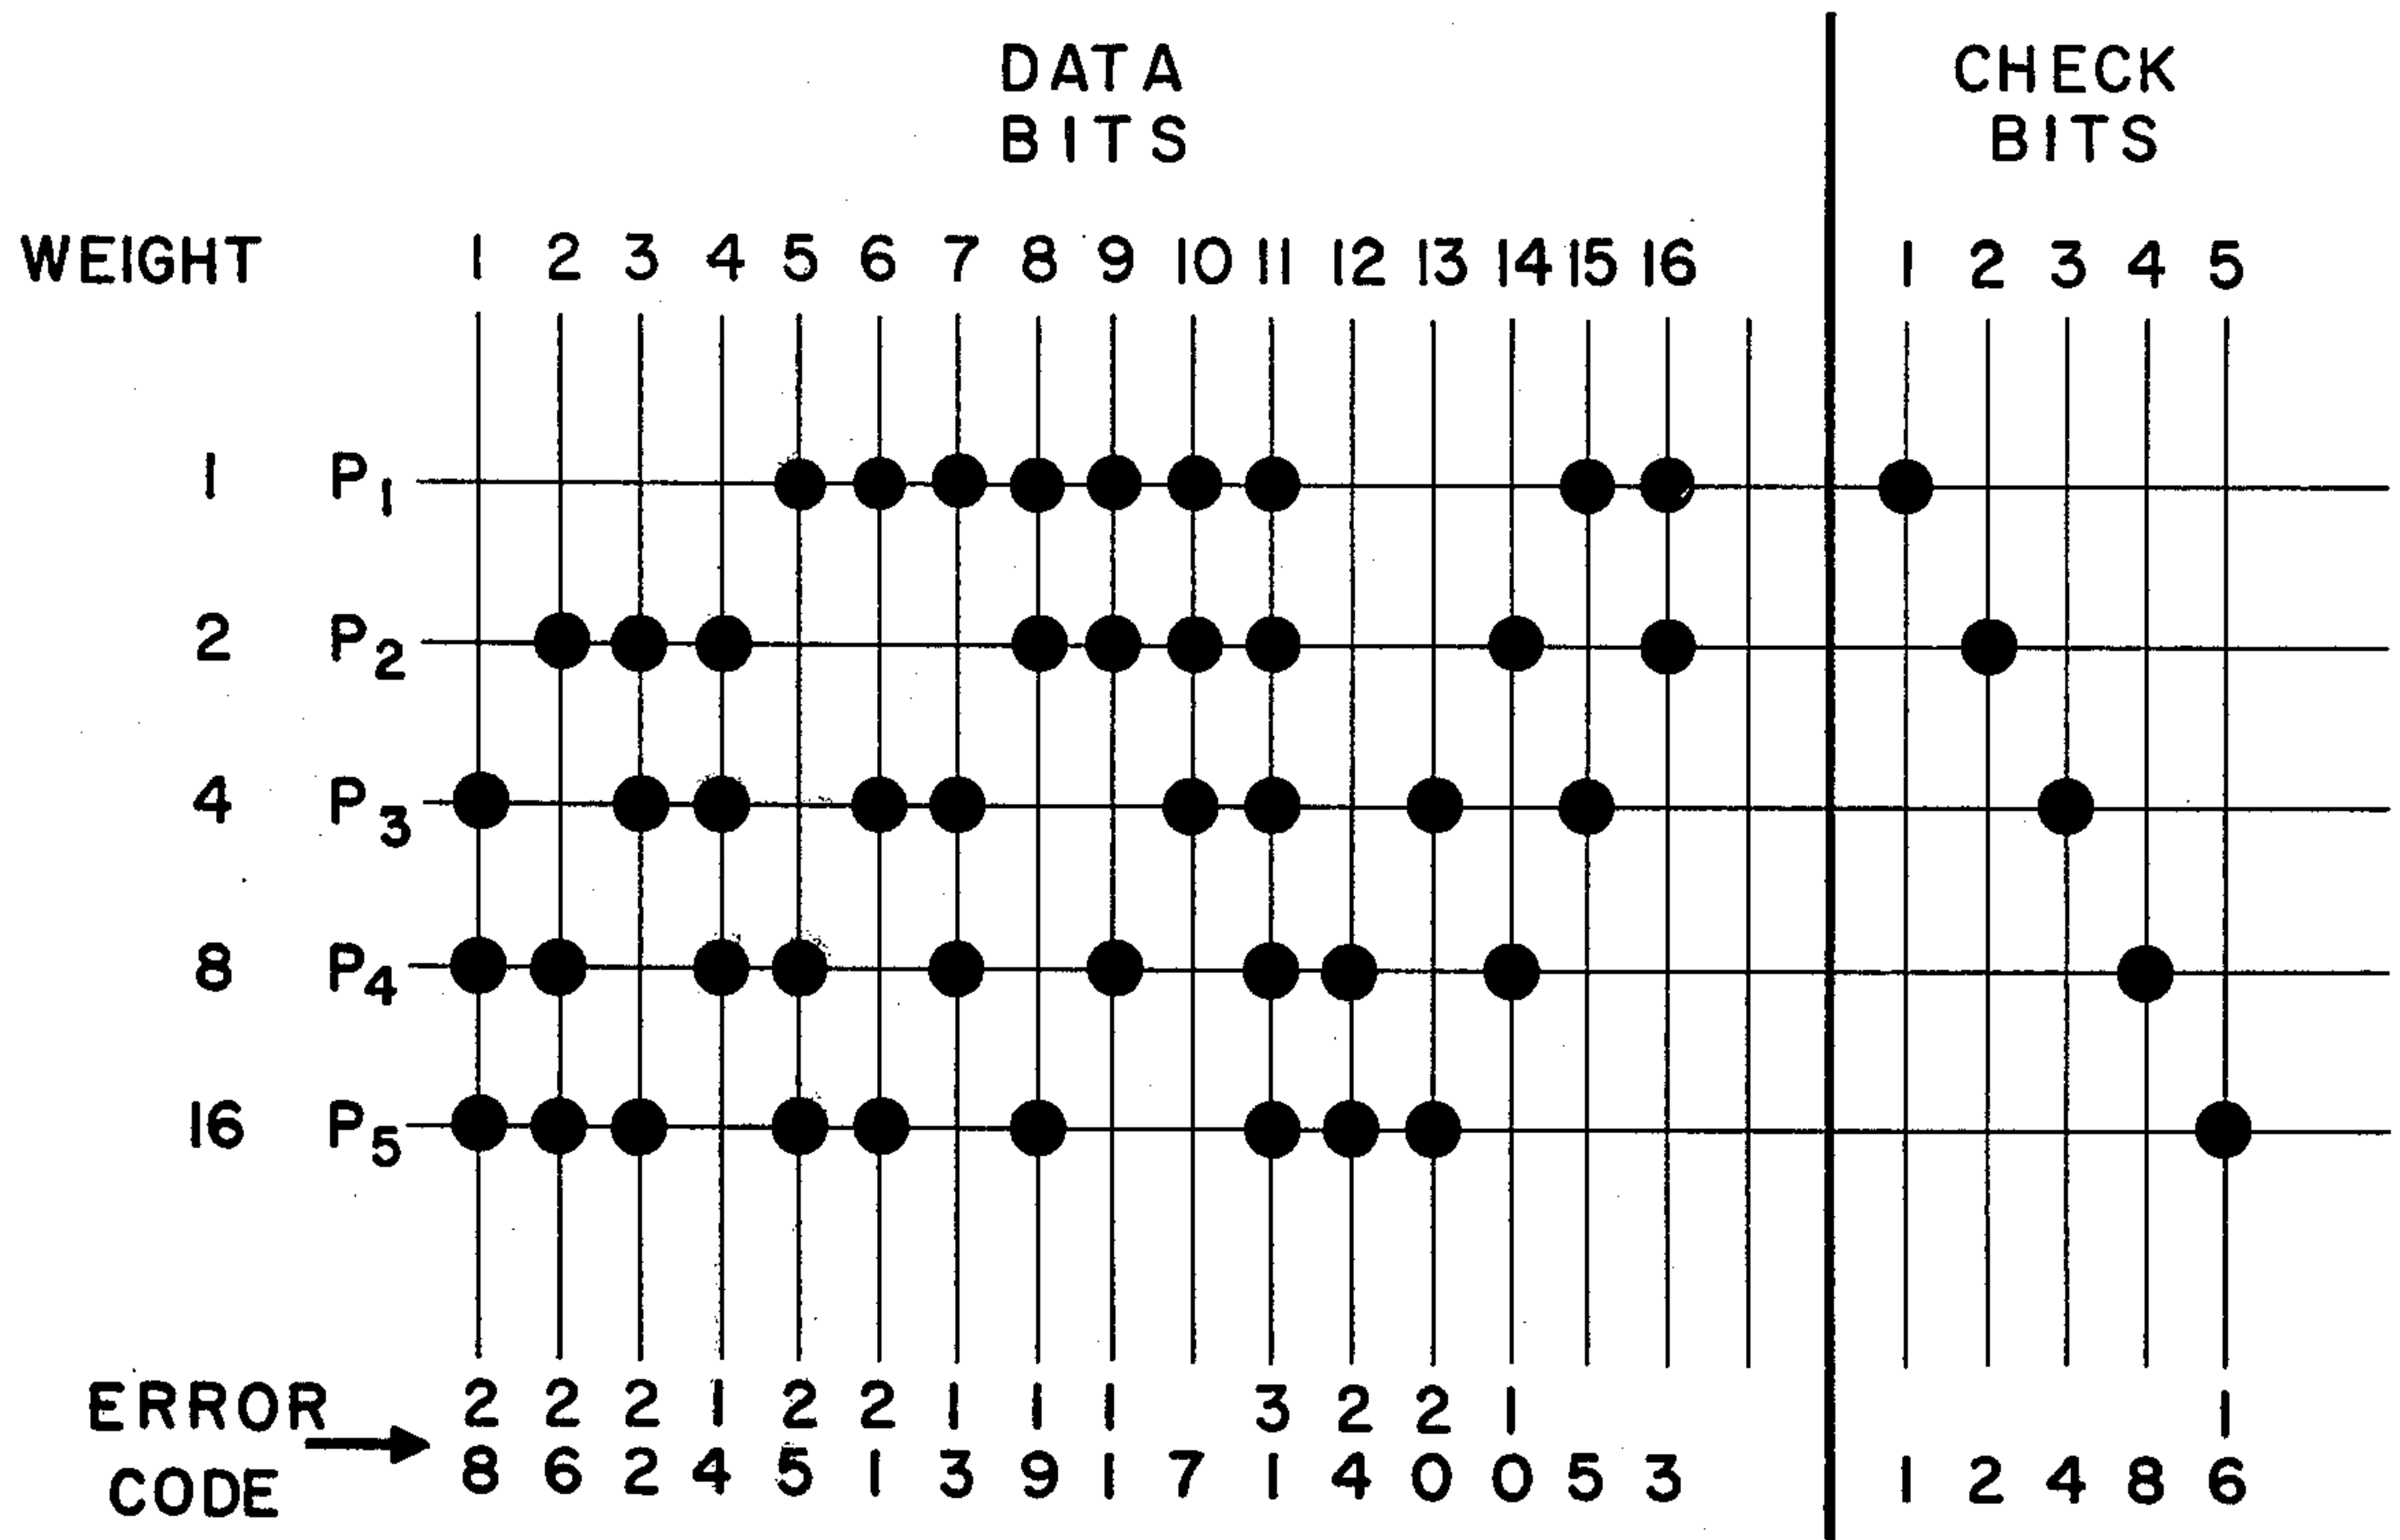 DATA
BITS
CHECK
BITS
WEIGHT 1 2 3 4 5 6 7 8 9 10 11 12 13 14 15 16 1 2 3 4 5
1 P1
2 P2
4 P3
8 P4
16 P5
ERROR 2 2 2 1 2 2 1 1 1 3 2 2 1 1
CODE 8 6 2 4 5 1 3 9 1 7 1 4 0 0 5 3 1 2 4 8 6